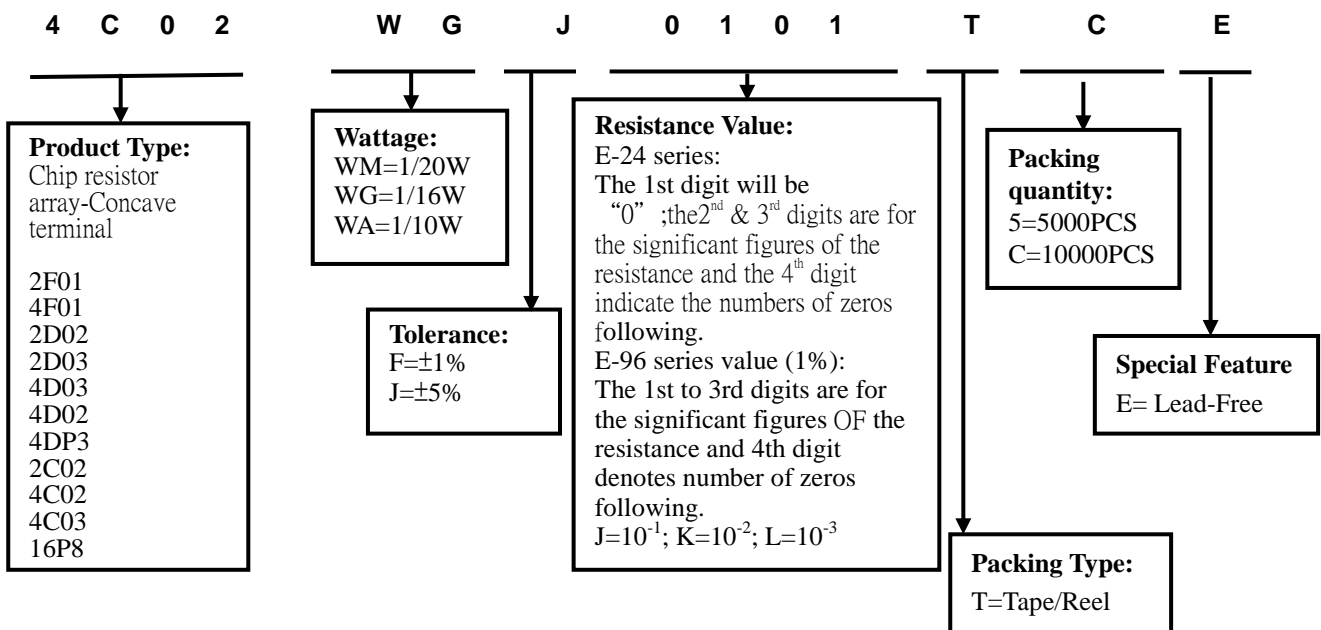 4 C 0 2 W G J 0 1 0 1 T C E
Product Type:
Chip resistor
array-Concave
terminal
2F01
4F01
2D02
2D03
4D03
4D02
4DP3
2C02
4C02
4C03
16P8
Wattage:
WM=1/20W
WG=1/16W
WA=1/10W
Tolerance:
F=±1%
J=±5%
Resistance Value:
E-24 series:
The 1st digit will be
“0” ;the2nd & 3rd digits are for
the significant figures of the
resistance and the 4th digit
indicate the numbers of zeros
following.
E-96 series value (1%):
The 1st to 3rd digits are for
the significant figures OF the
resistance and 4th digit
denotes number of zeros
following.
J=10-1; K=10-2; L=10-3
Packing
quantity:
5=5000PCS
C=10000PCS
Special Feature
E= Lead-Free
Packing Type:
T=Tape/Reel